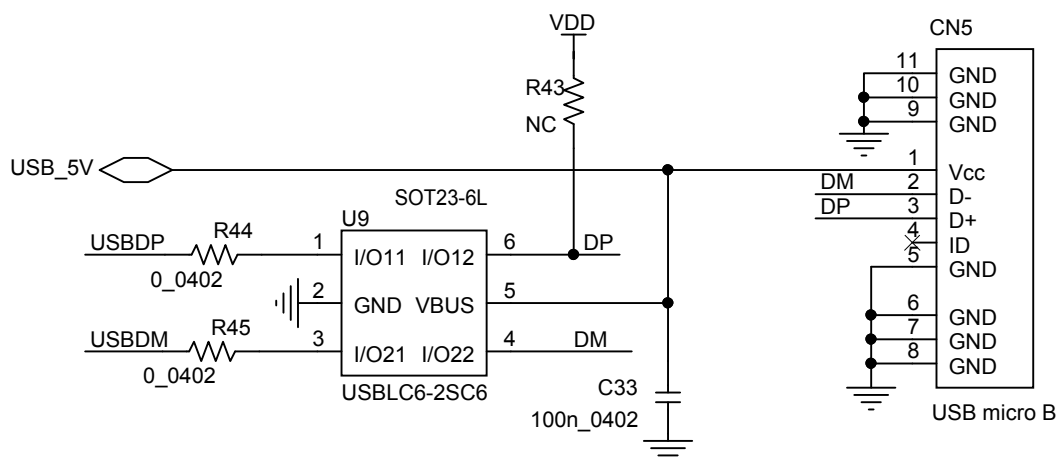 VDD
CN5
R43
NC
11 GND
10 GND
9 GND
USB_5V
1 Vcc
DM 2 D-
DP 3 D+
4 ID
5 GND
6 GND
7 GND
8 GND
USB micro B
SOT23-6L
U9
USBDP R44 1 I/O11 I/O12 6 DP
0_0402
2 GND VBUS 5
USBDM R45 3 I/O21 I/O22 4 DM
0_0402
USBLC6-2SC6
C33
100n_0402